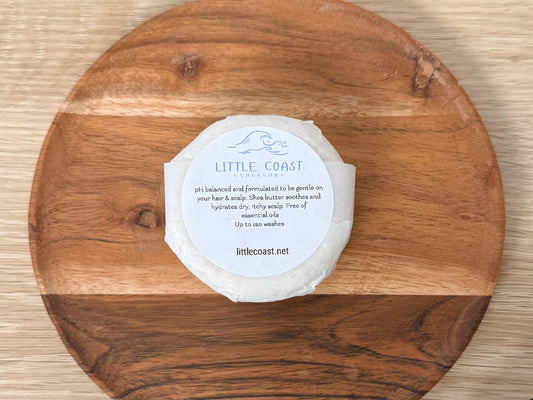 LITTLE COAST
ENDEAVORS
pH balanced and formulated to be gentle on
your hair & scalp. Shea butter soothes and
hydrates dry, itchy scalp. Free of
essential oils
Up to 120 washes
littlecoast.net